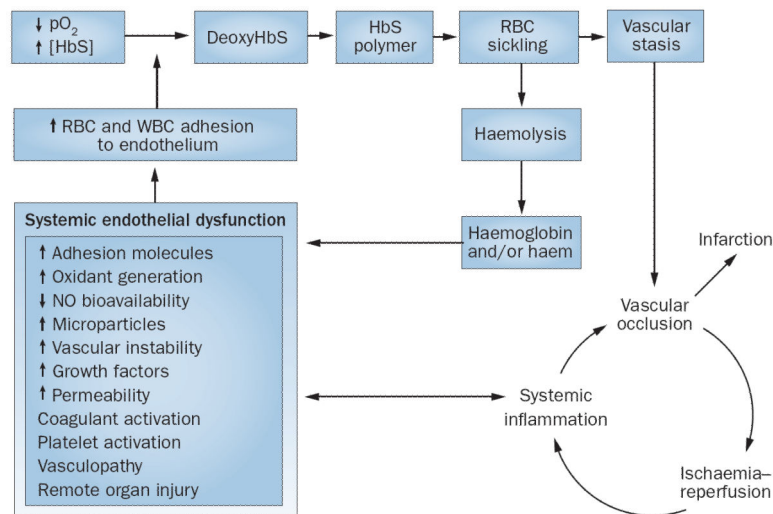 ↓ pO₂
↑ [HbS]
DeoxyHbS
HbS
polymer
RBC
sickling
Vascular
stasis
↑ RBC and WBC adhesion
to endothelium
Haemolysis
Haemoglobin
and/or haem
Systemic endothelial dysfunction
↑ Adhesion molecules
↑ Oxidant generation
↓ NO bioavailability
↑ Microparticles
↑ Vascular instability
↑ Growth factors
↑ Permeability
Coagulant activation
Platelet activation
Vasculopathy
Remote organ injury
Infarction
Vascular
occlusion
Systemic
inflammation
Ischaemia–
reperfusion